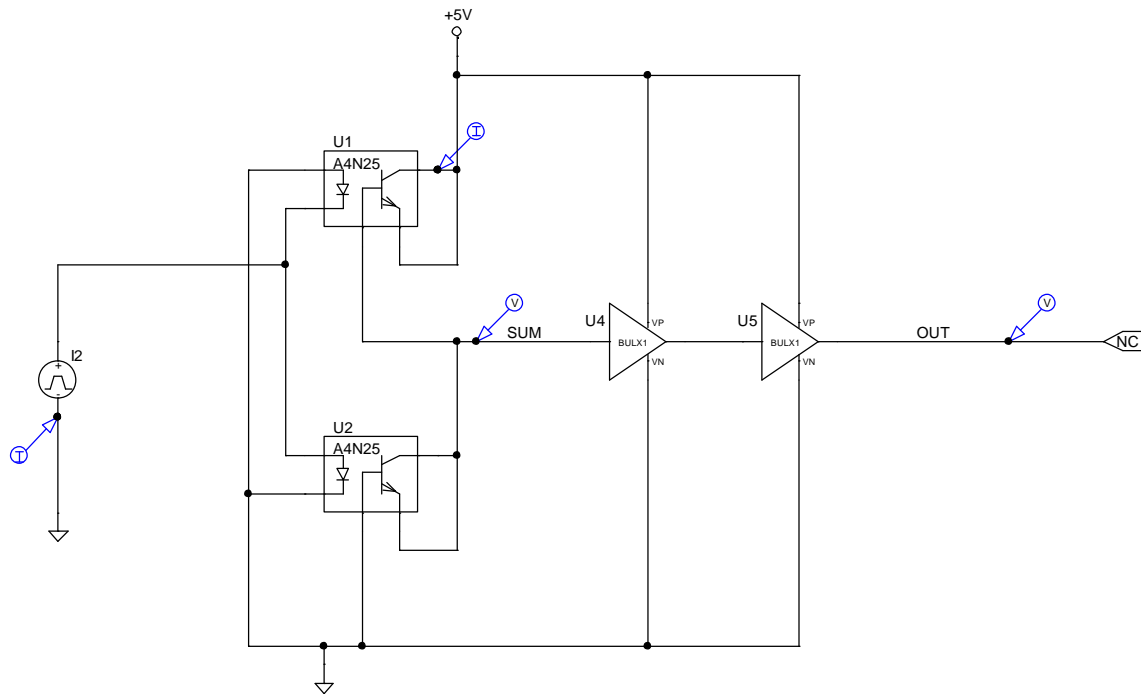 +5V
I
U1
A4N25
V
SUM
U4
VP
BULX1
VN
U5
VP
BULX1
VN
OUT
V
NC
I2
+
-
I
U2
A4N25